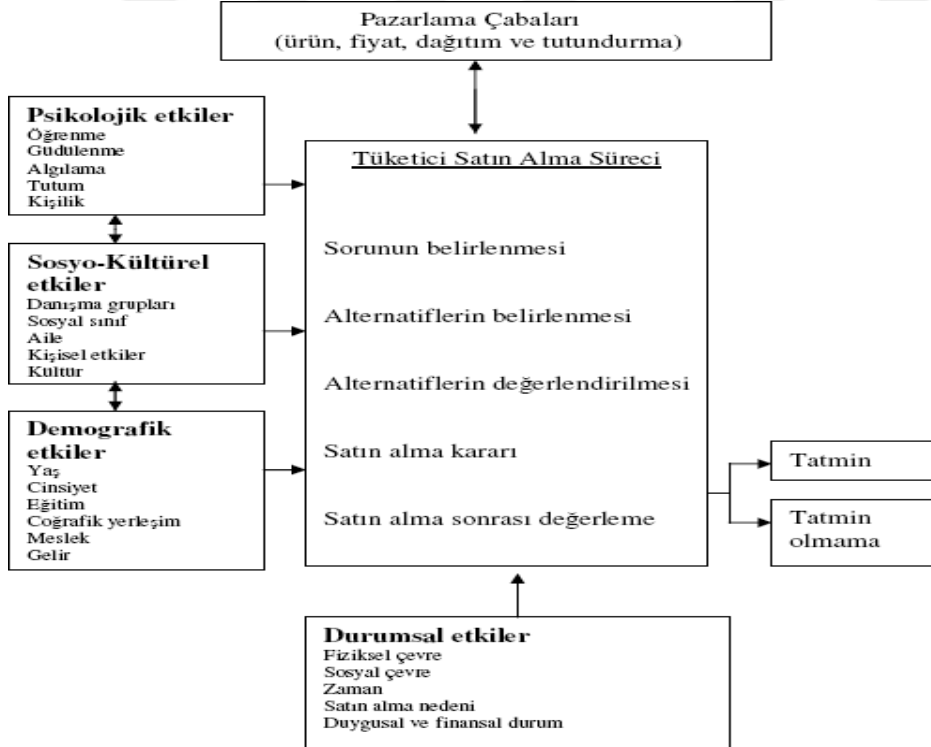 Pazarlama Çabaları
(ürün, fiyat, dağıtım ve tutundurma)
Psikolojik etkiler
Öğrenme
Güdülenme
Algılama
Tutum
Kişilik
Sosyo-Kültürel
etkiler
Danışma grupları
Sosyal sınıf
Aile
Kişisel etkiler
Kültür
Demografik
etkiler
Yaş
Cinsiyet
Eğitim
Coğrafik yerleşim
Meslek
Gelir
Tüketici Satın Alma Süreci
Sorunun belirlenmesi
Alternatiflerin belirlenmesi
Alternatiflerin değerlendirilmesi
Satın alma kararı
Satın alma sonrası değerleme
Tatmin
Tatmin
olmama
Durumsal etkiler
Fiziksel çevre
Sosyal çevre
Zaman
Satın alma nedeni
Duygusal ve finansal durum